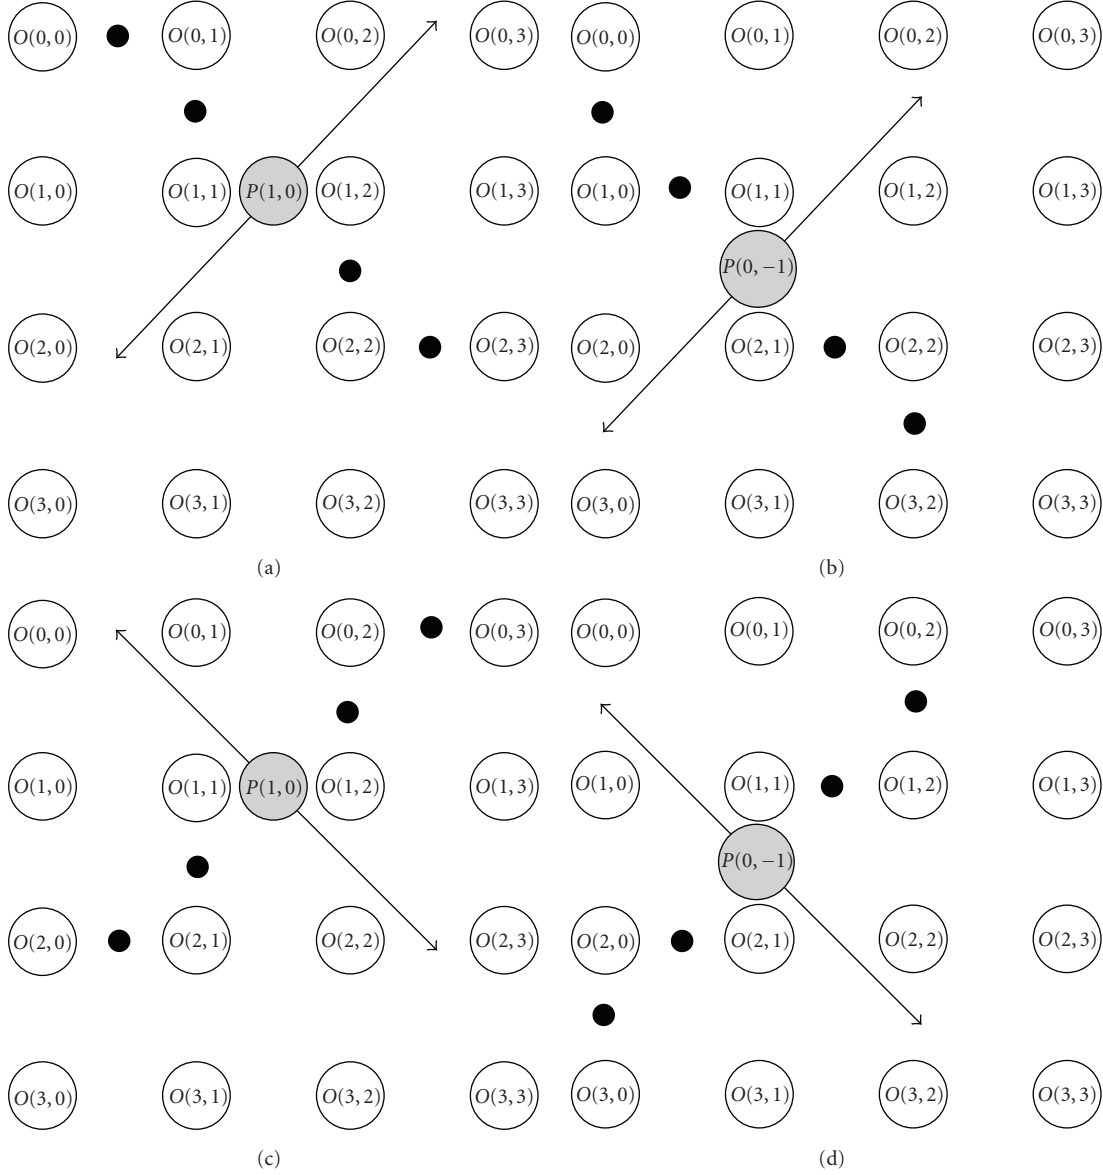 O(0, 0) O(0, 1) O(0, 2) O(0, 3) O(0, 0) O(0, 1) O(0, 2) O(0, 3)
O(1, 0) O(1, 1) P(1, 0) O(1, 2) O(1, 3) O(1, 0) O(1, 1) O(1, 2) O(1, 3)
P(0, −1)
O(2, 0) O(2, 1) O(2, 2) O(2, 3) O(2, 0) O(2, 1) O(2, 2) O(2, 3)
O(3, 0) O(3, 1) O(3, 2) O(3, 3) O(3, 0) O(3, 1) O(3, 2) O(3, 3)
(a) (b)
O(0, 0) O(0, 1) O(0, 2) O(0, 3) O(0, 0) O(0, 1) O(0, 2) O(0, 3)
O(1, 0) O(1, 1) P(1, 0) O(1, 2) O(1, 3) O(1, 0) O(1, 1) O(1, 2) O(1, 3)
P(0, −1)
O(2, 0) O(2, 1) O(2, 2) O(2, 3) O(2, 0) O(2, 1) O(2, 2) O(2, 3)
O(3, 0) O(3, 1) O(3, 2) O(3, 3) O(3, 0) O(3, 1) O(3, 2) O(3, 3)
(c) (d)